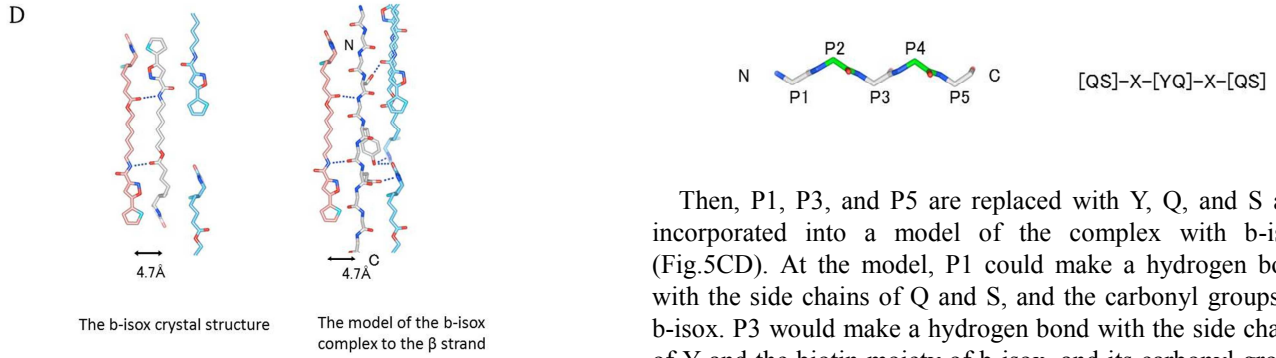 D
N
4.7Å
4.7Å
C
The b-isox crystal structure
The model of the b-isox
complex to the β strand
P2
P4
N
C
P1
P3
P5
[QS]-X-[YQ]-X-[QS]
Then, P1, P3, and P5 are replaced with Y, Q, and S a
incorporated into a model of the complex with b-is
(Fig.5CD). At the model, P1 could make a hydrogen bo
with the side chains of Q and S, and the carbonyl groups
b-isox. P3 would make a hydrogen bond with the side cha
of Y and the biotin moiety of b-isox, and its carbonyl